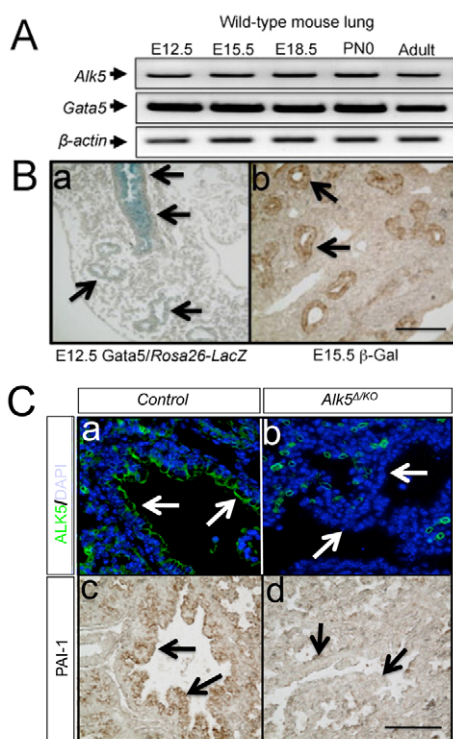 A
Wild-type mouse lung
E12.5 E15.5 E18.5 PN0 Adult
Alk5
Gata5
β-actin
B
a b
E12.5 Gata5/Rosa26-LacZ E15.5 β-Gal
C
Control Alk5Δ/KO
ALK5/DAPI
a b
PAI-1
c d